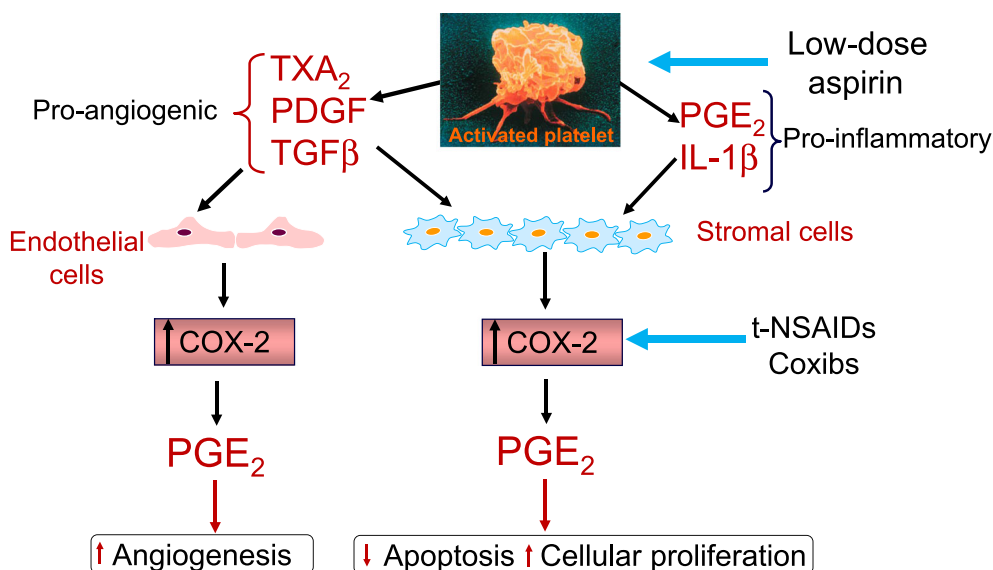 TXA₂
PDGF
TGFβ
Pro-angiogenic
Activated platelet
Low-dose
aspirin
PGE₂
IL-1β
Pro-inflammatory
Endothelial
cells
Stromal cells
COX-2
COX-2
t-NSAIDs
Coxibs
PGE₂
PGE₂
↑ Angiogenesis
↓ Apoptosis ↑ Cellular proliferation